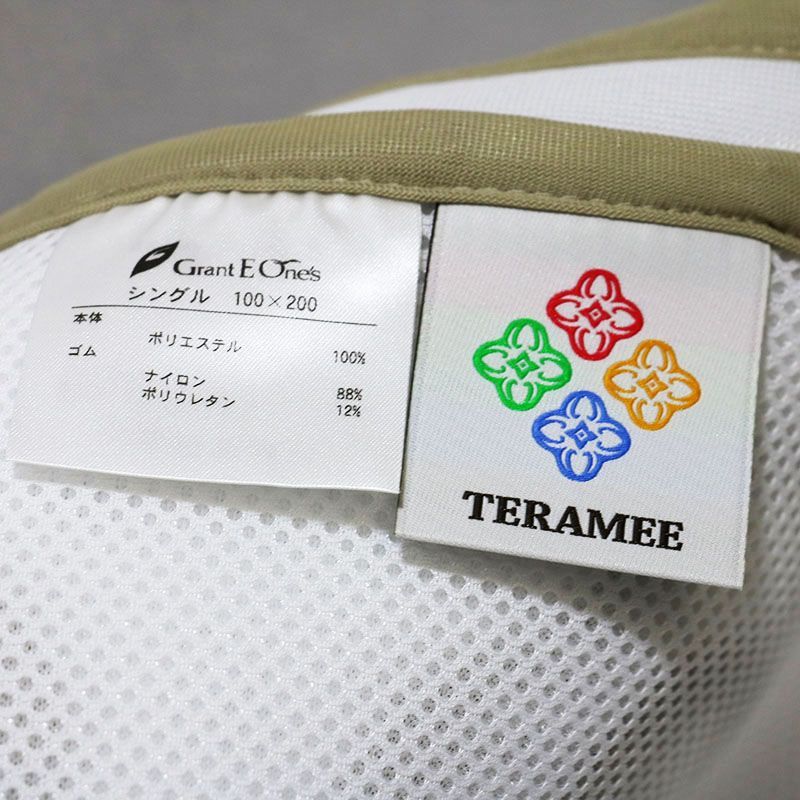 Grant E One's
シングル 100×200
本体 ポリエステル 100%
ゴム ナイロン 88%
ポリウレタン 12%
TERAMEE